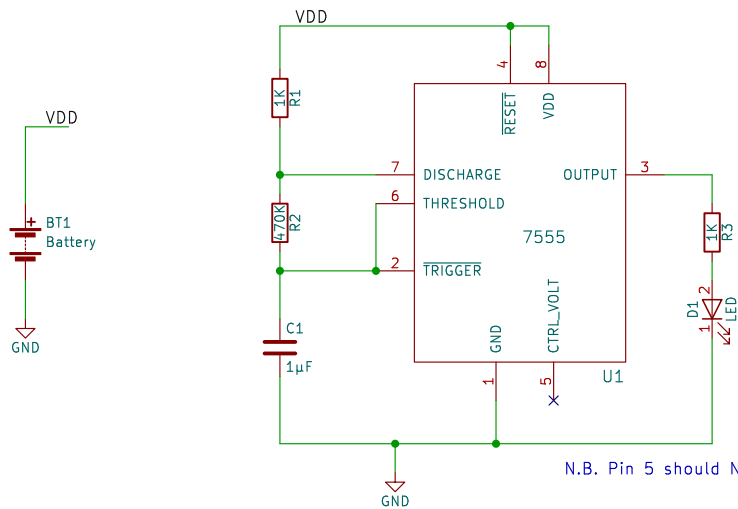 VDD
VDD
BT1
Battery
GND
1K
R1
470K
R2
C1
1µF
4
8
RESET
VDD
7
DISCHARGE
OUTPUT
3
6
THRESHOLD
7555
2
TRIGGER
GND
CTRL_VOLT
1
5
U1
1K
R3
2
D1
LED
1
GND
N.B. Pin 5 should N